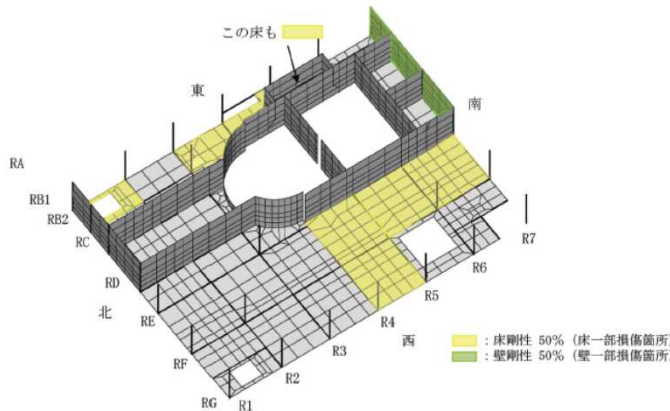 この床も
東
南
RA
RB1
RB2
RC
RD
北
RE
RF
RG
R1
R2
R3
R4
R5
R6
R7
西
：床剛性 50% (床一部損傷箇所)
：壁剛性 50% (壁一部損傷箇所)